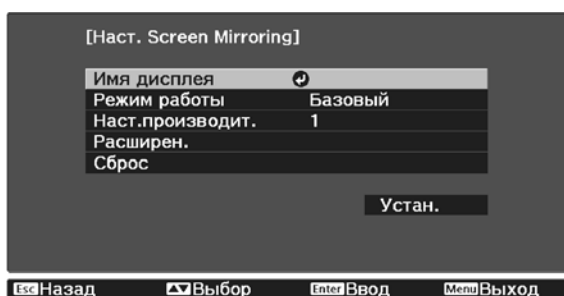 [Наст. Screen Mirroring]
Имя дисплея
Режим работы Базовый
Наст.производит. 1
Расширен.
Сброс
Устан.
Esc Назад Выбор Enter Ввод Menu Выход